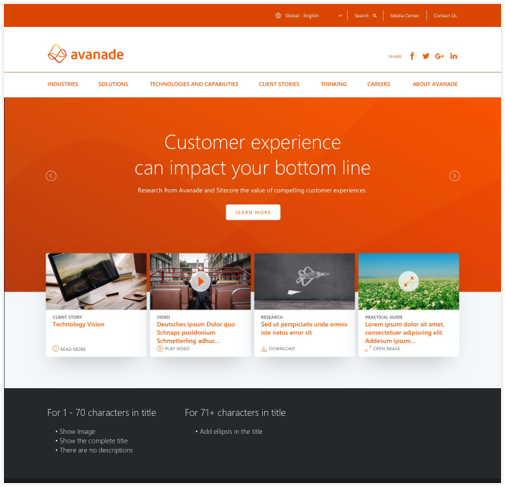 Global - English
Search
Media Center
Contact Us
avanade
SHARE
INDUSTRIES
SOLUTIONS
TECHNOLOGIES AND CAPABILITIES
CLIENT STORIES
THINKING
CAREERS
ABOUT AVANADE
Customer experience
can impact your bottom line
Research from Avanade and Sitecore the value of compelling customer experiences.
LEARN MORE
CLIENT STORY
Technology Vision
READ MORE
VIDEO
Deutsches Ipsum Dolor quo
Schnaps posidonium
Schmetterling adhuc...
PLAY VIDEO
RESEARCH
Sed ut perspiciatis unde omnis
iste natus error sit
DOWNLOAD
PRACTICAL GUIDE
Lorem ipsum dolor sit amet,
consectetuer adipiscing elit.
Addesum ipsum...
OPEN IMAGE
For 1 - 70 characters in title
• Show Image
• Show the complete title
• There are no descriptions
For 71+ characters in title
• Add ellipsis in the title